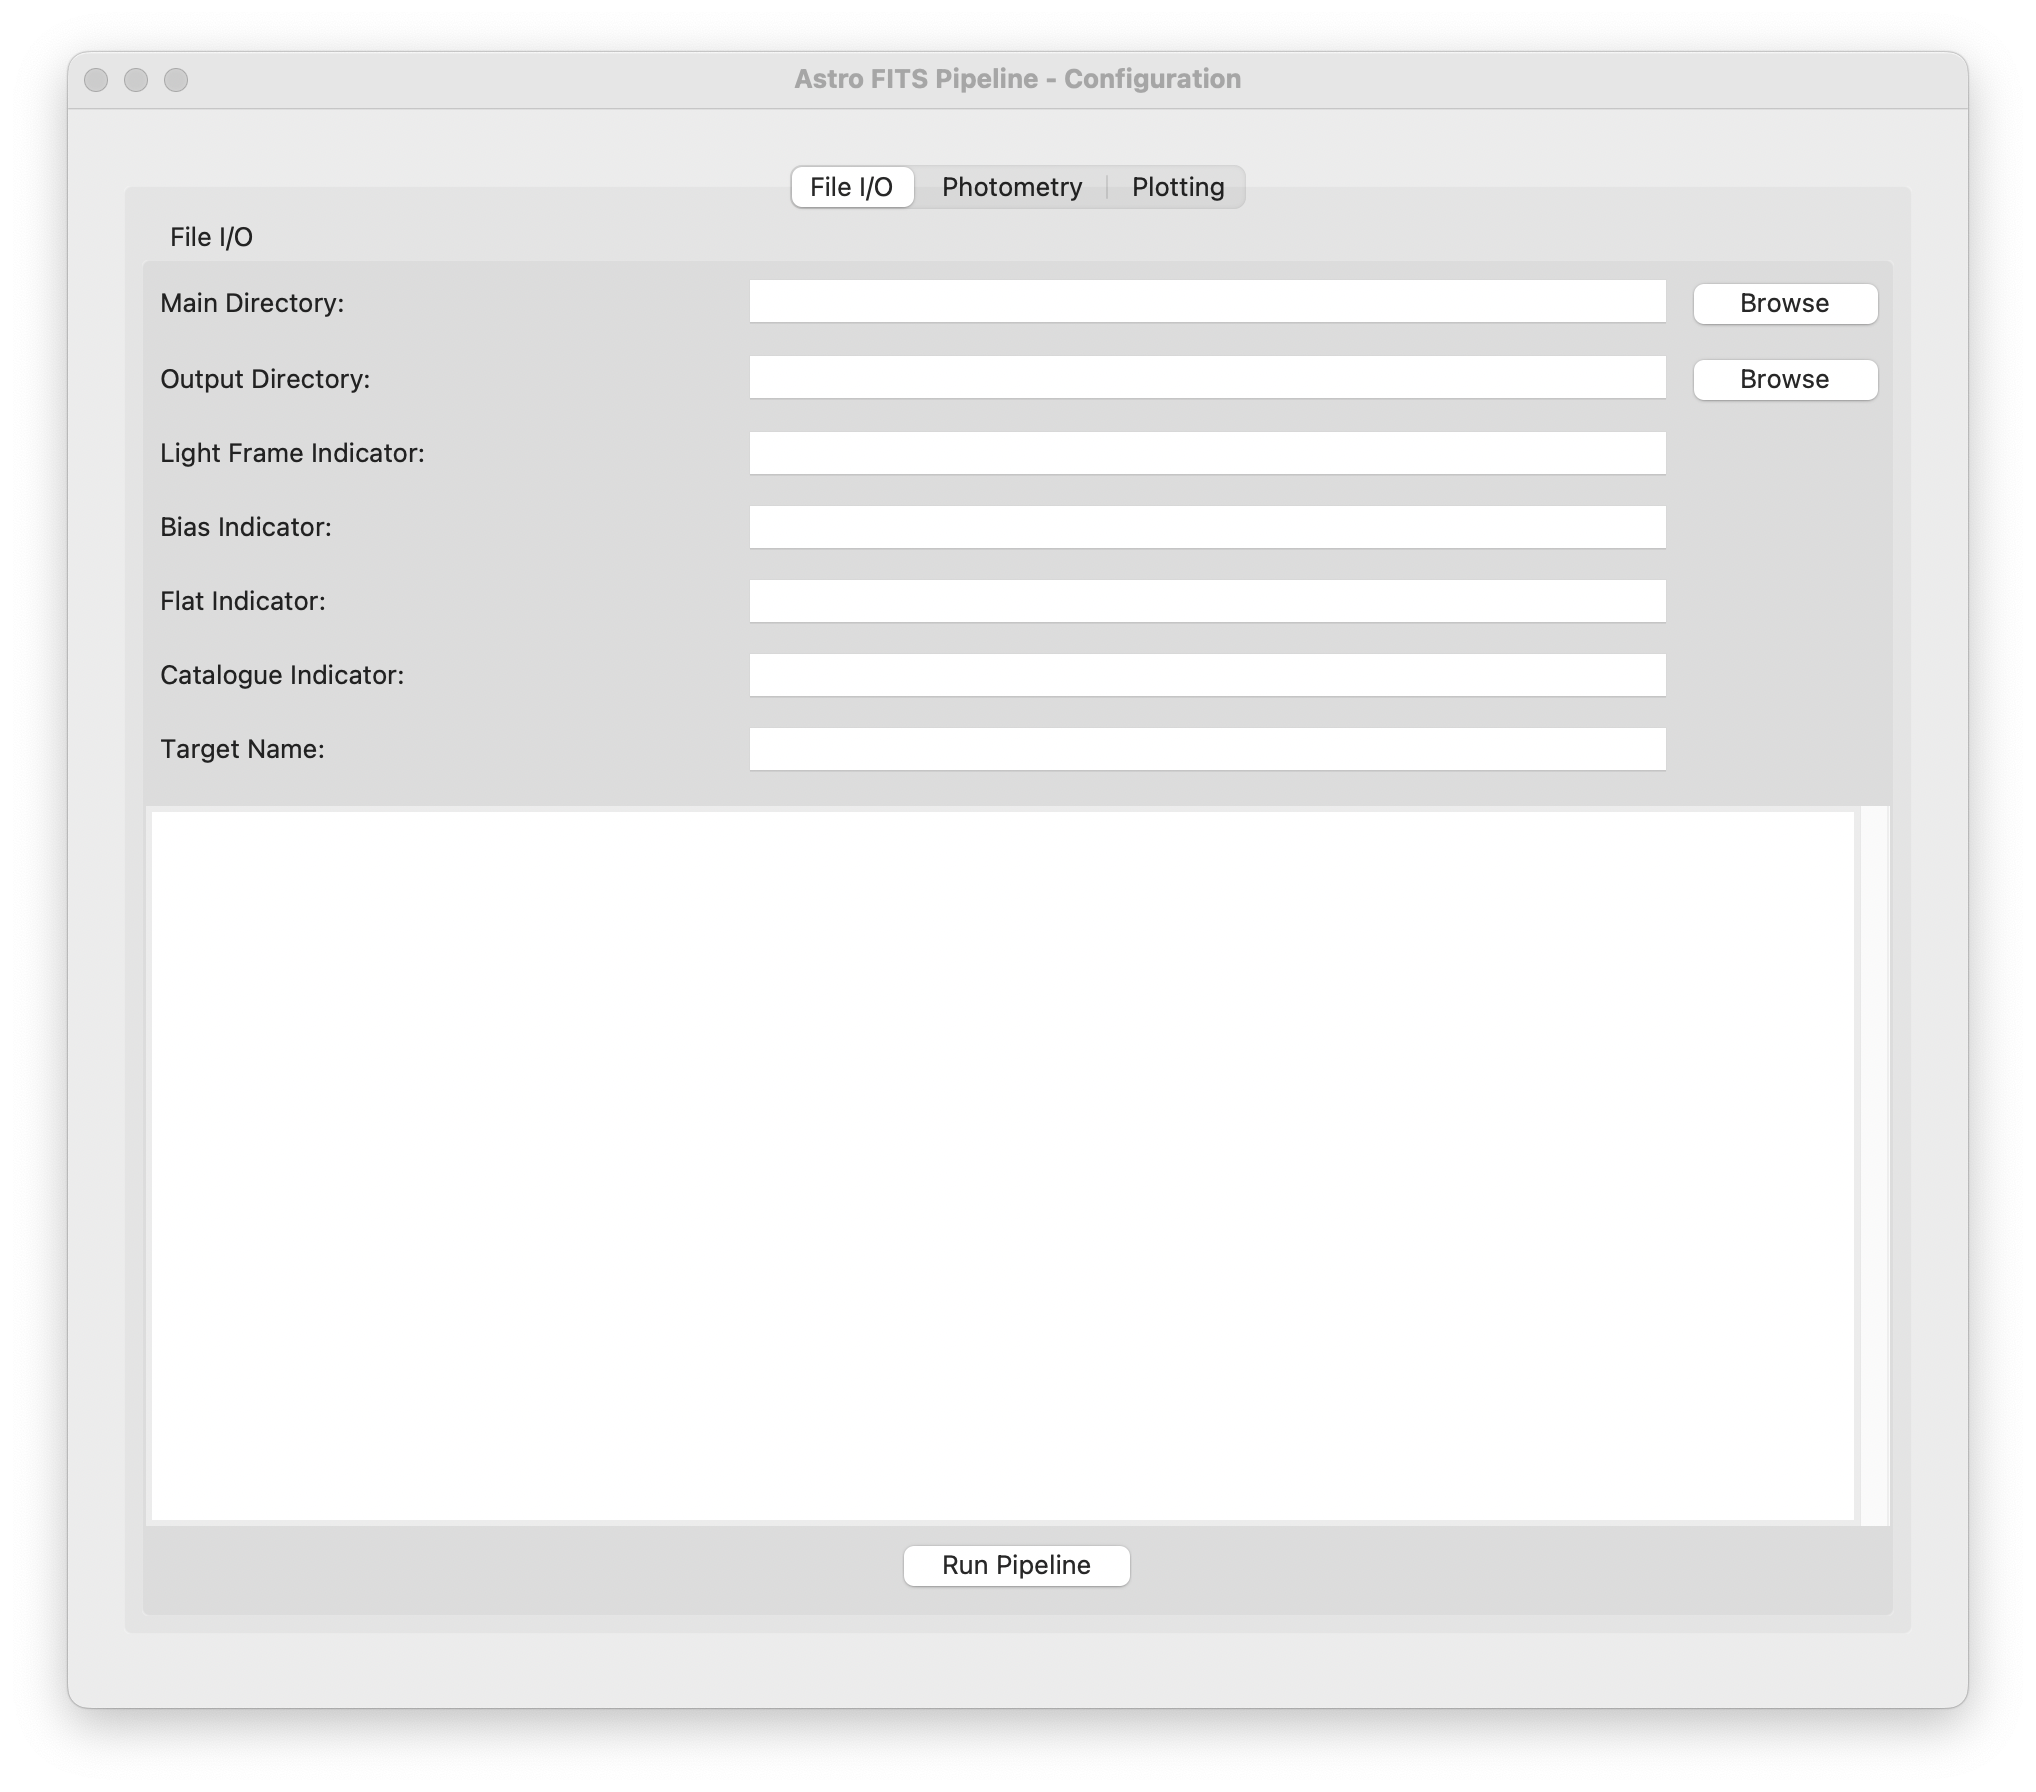 Astro FITS Pipeline - Configuration
File I/O Photometry Plotting
File I/O
Main Directory: Browse
Output Directory: Browse
Light Frame Indicator:
Bias Indicator:
Flat Indicator:
Catalogue Indicator:
Target Name:
Run Pipeline